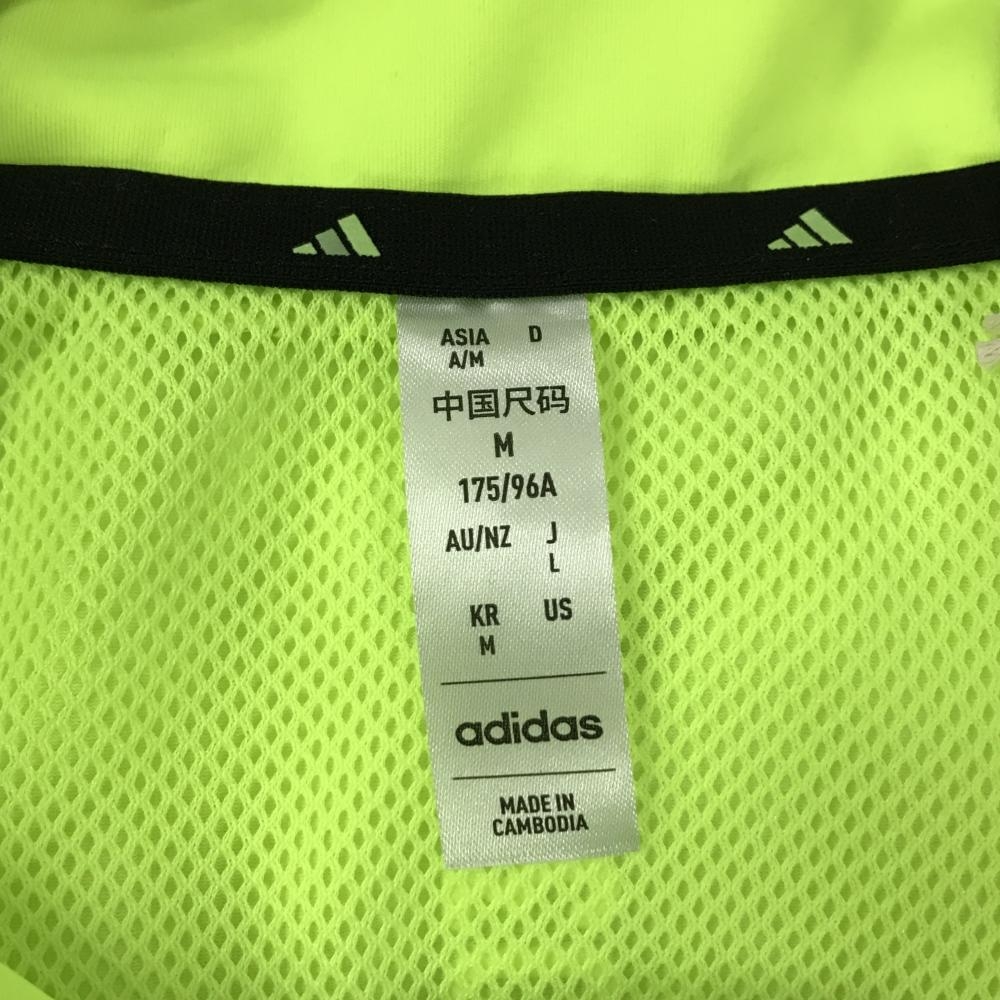 ASIA D
A/M
中国尺码
M
175/96A
AU/NZ J
L
KR US
M
adidas
MADE IN
CAMBODIA